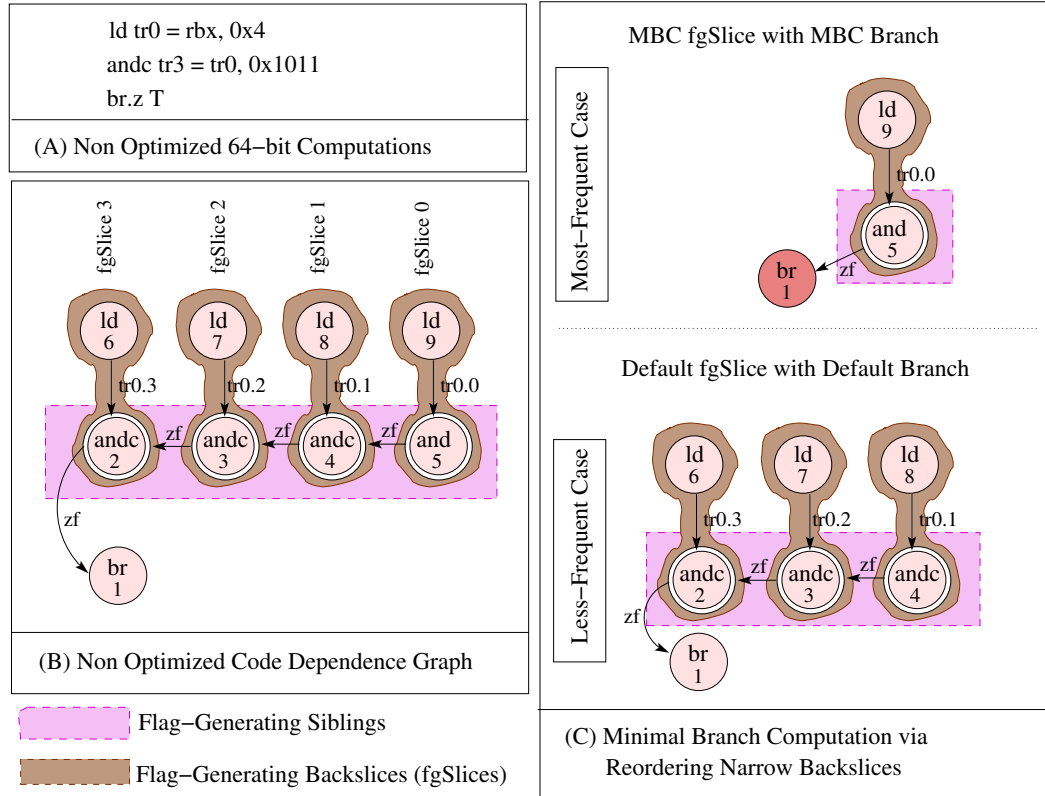 ld tr0 = rbx, 0x4
andc tr3 = tr0, 0x1011
br.z T
(A) Non Optimized 64−bit Computations
fgSlice 3
fgSlice 2
fgSlice 1
fgSlice 0
ld
6
ld
7
ld
8
ld
9
tr0.3
tr0.2
tr0.1
tr0.0
andc
2
zf
andc
3
zf
andc
4
zf
and
5
zf
br
1
(B) Non Optimized Code Dependence Graph
Flag−Generating Siblings
Flag−Generating Backslices (fgSlices)
MBC fgSlice with MBC Branch
Most−Frequent Case
ld
9
tr0.0
and
5
zf
br
1
Default fgSlice with Default Branch
Less−Frequent Case
ld
6
ld
7
ld
8
tr0.3
tr0.2
tr0.1
andc
2
zf
andc
3
zf
andc
4
zf
br
1
(C) Minimal Branch Computation via
Reordering Narrow Backslices